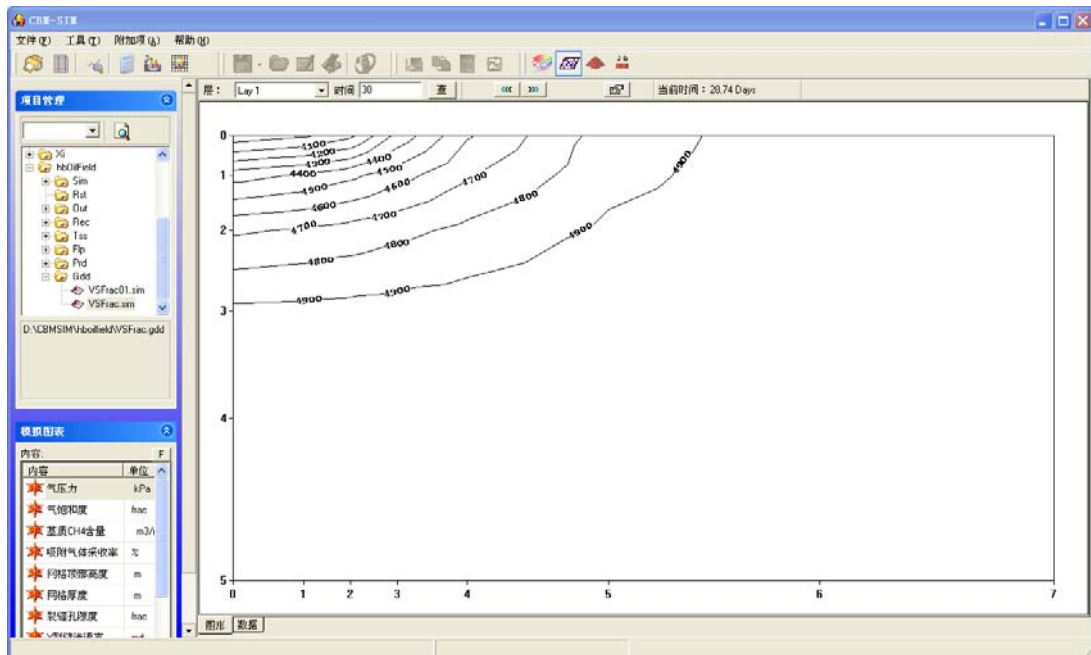 CBM-SIM
文件(F) 工具(T) 附加项(A) 帮助(H)
层: Lay 1 时间 30 查 <<< >>> 当前时间:28.74 Days
项目管理
Xi
hbOilField
Sim
Rst
Out
Rec
Tss
Flp
Prd
Gdd
VSFrac01.sim
VSFrac.sim
D:\CBMSIM\hboilfield\VSFrac.gdd
模拟图表
内容: F
内容 单位
气压力 kPa
气饱和度 frac
基质CH4含量 m3/
吸附气体采收率 %
网格顶部高度 m
网格厚度 m
裂缝孔隙度 frac
md
0
1
2
3
4
5
4100
4200
4300
4400 4400
4500 4500
4600 4600
4700 4700 4700
4800 4800 4800
4900 4900 4900 4900
0 1 2 3 4 5 6 7
图形 数据